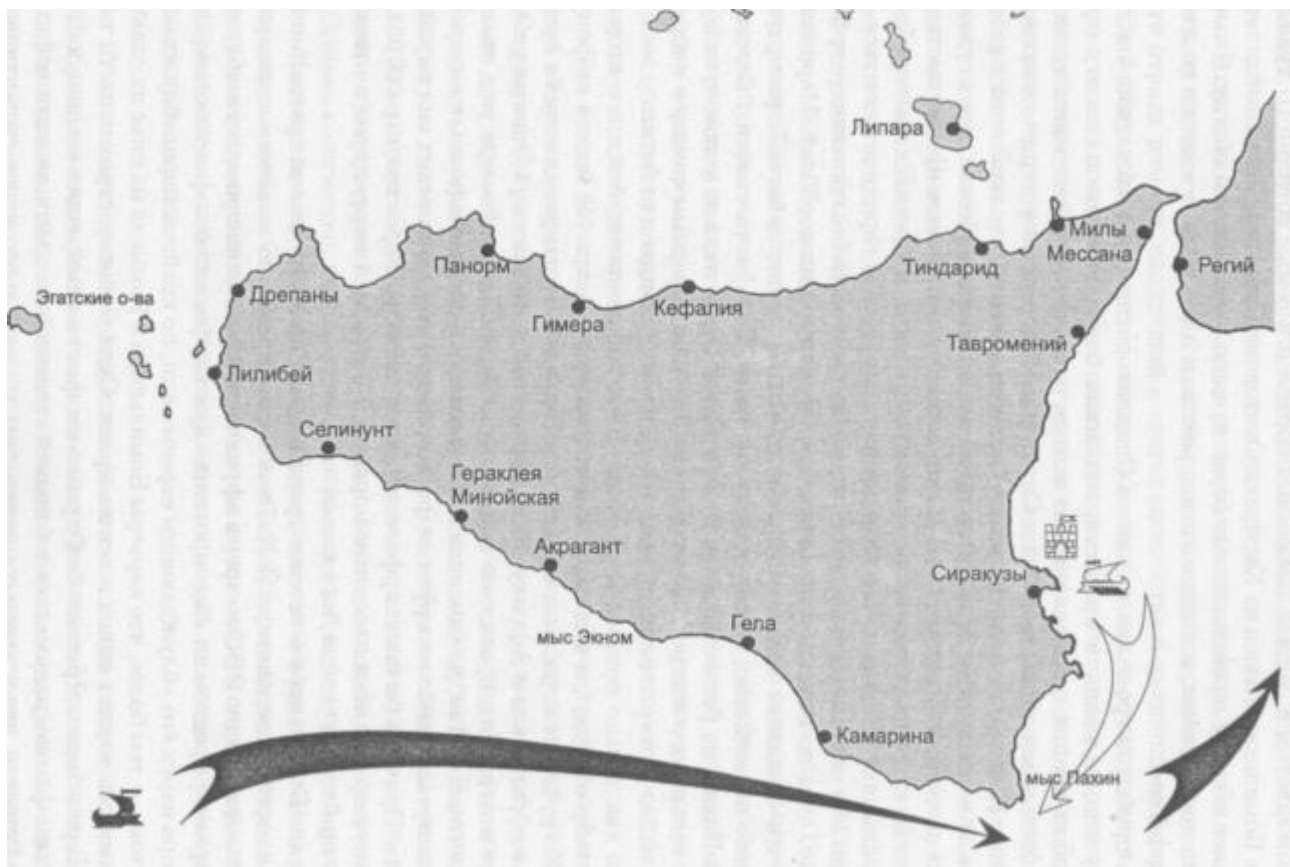 Липара
Милы
Панорм
Тиндарид
Мессана
Регий
Эгатские о-ва
Дрепаны
Кефалия
Гимера
Тавромений
Лилибей
Селинунт
Гераклея
Минойская
Акрагант
Сиракузы
Гела
мыс Экном
Камарина
мыс Пахин